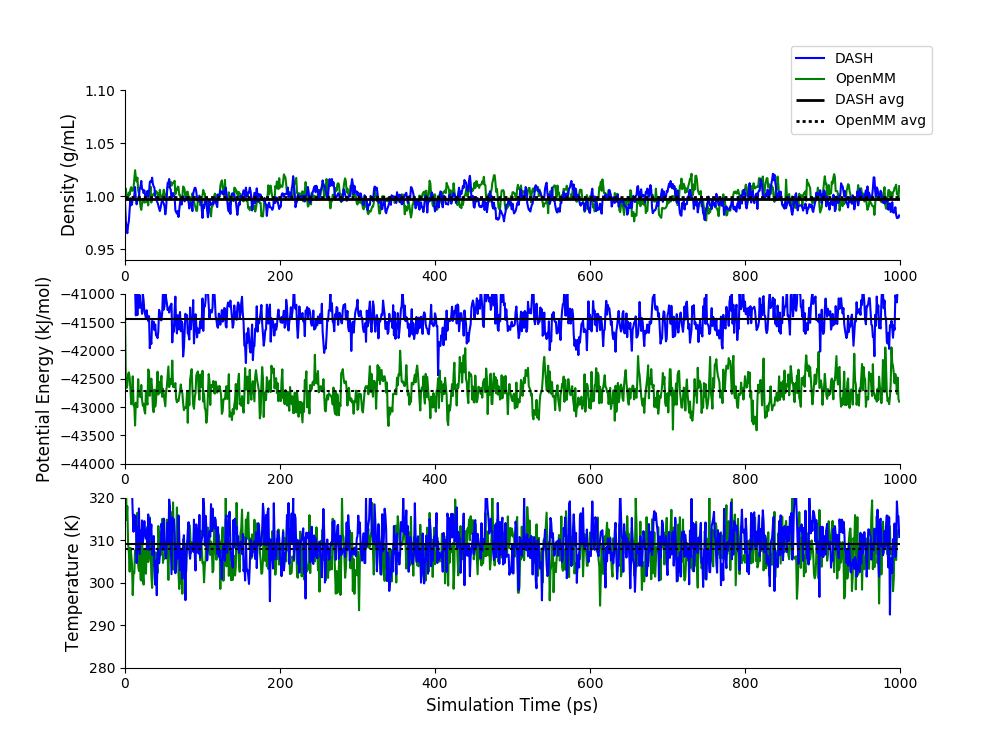 DASH
OpenMM
DASH avg
OpenMM avg
Density (g/mL)
1.10
1.05
1.00
0.95
0 200 400 600 800 1000
Potential Energy (kJ/mol)
−41000
−41500
−42000
−42500
−43000
−43500
−44000
0 200 400 600 800 1000
Temperature (K)
320
310
300
290
280
0 200 400 600 800 1000
Simulation Time (ps)